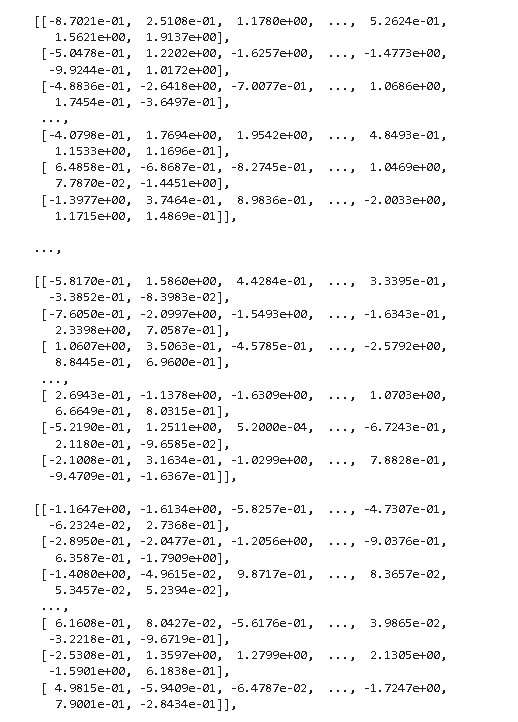 [[-8.7021e-01, 2.5108e-01, 1.1780e+00, ..., 5.2624e-01,
1.5621e+00, 1.9137e+00],
[-5.0478e-01, 1.2202e+00, -1.6257e+01, ..., -1.4773e+00,
-9.9244e-01, 1.0172e+00],
[-4.8836e-01, -2.6418e+00, -7.0077e-01, ..., 1.0686e+00,
1.7454e-01, -3.6497e-01],
...,
[-4.0798e-01, 1.7694e+00, 1.9542e+00, ..., 4.8493e-01,
1.1533e+00, 1.1696e-01],
[ 6.4858e-01, -6.8687e-01, -8.2745e-01, ..., 1.0469e+00,
7.7870e-02, -1.4451e+00],
[-1.3977e+00, 3.7464e-01, 8.9836e-01, ..., -2.0033e+00,
1.1715e+00, 1.4869e-01]],
...,
[[-5.8170e-01, 1.5860e+00, 4.4284e-01, ..., 3.3395e-01,
-3.3852e-01, -8.3983e-02],
[-7.6050e-01, -2.0997e+00, -1.5493e+00, ..., -1.6343e-01,
2.3398e+00, 7.0587e-01],
[ 1.0607e+00, 3.5063e-01, -4.5785e-01, ..., -2.5792e+00,
8.8445e-01, 6.9600e-01],
...,
[ 2.6943e-01, -1.1378e+00, -1.6309e+00, ..., 1.0703e+00,
6.6649e-01, 8.0315e-01],
[-5.2190e-01, 1.2511e+00, 5.2000e-04, ..., -6.7243e-01,
2.1180e-01, -9.6585e-02],
[-2.1008e-01, 3.1634e-01, -1.0299e+00, ..., 7.8828e-01,
-9.4709e-01, -1.6367e-01]],
[[-1.1647e+00, -1.6134e+00, -5.8257e-01, ..., -4.7307e-01,
-6.2324e-02, 2.7368e-01],
[-2.8950e-01, -2.0477e-01, -1.2056e+00, ..., -9.0376e-01,
6.3587e-01, -1.7909e+00],
[-1.4080e+00, -4.9615e-02, 9.8717e-01, ..., 8.3657e-02,
5.3457e-02, 5.2394e-02],
...,
[ 6.1608e-01, 8.0427e-02, -5.6176e-01, ..., 3.9865e-02,
-3.2218e-01, -9.6719e-01],
[-2.5308e-01, 1.3597e+00, 1.2799e+00, ..., 2.1305e+00,
-1.5901e+00, 6.1838e-01],
[ 4.9815e-01, -5.9409e-01, -6.4787e-02, ..., -1.7247e+00,
7.9001e-01, -2.8434e-01]],